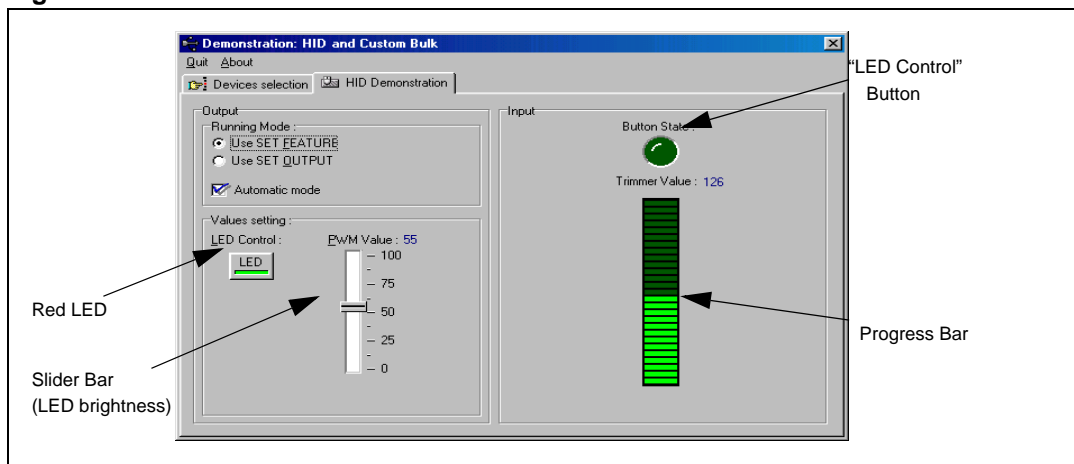 Demonstration: HID and Custom Bulk
Quit About
Devices selection
HID Demonstration
Output
Running Mode :
Use SET FEATURE
Use SET OUTPUT
Automatic mode
Values setting :
LED Control :
LED
PWM Value : 55
100
75
50
25
0
Input
Button State :
Trimmer Value : 126
"LED Control"
Button
Red LED
Slider Bar
(LED brightness)
Progress Bar